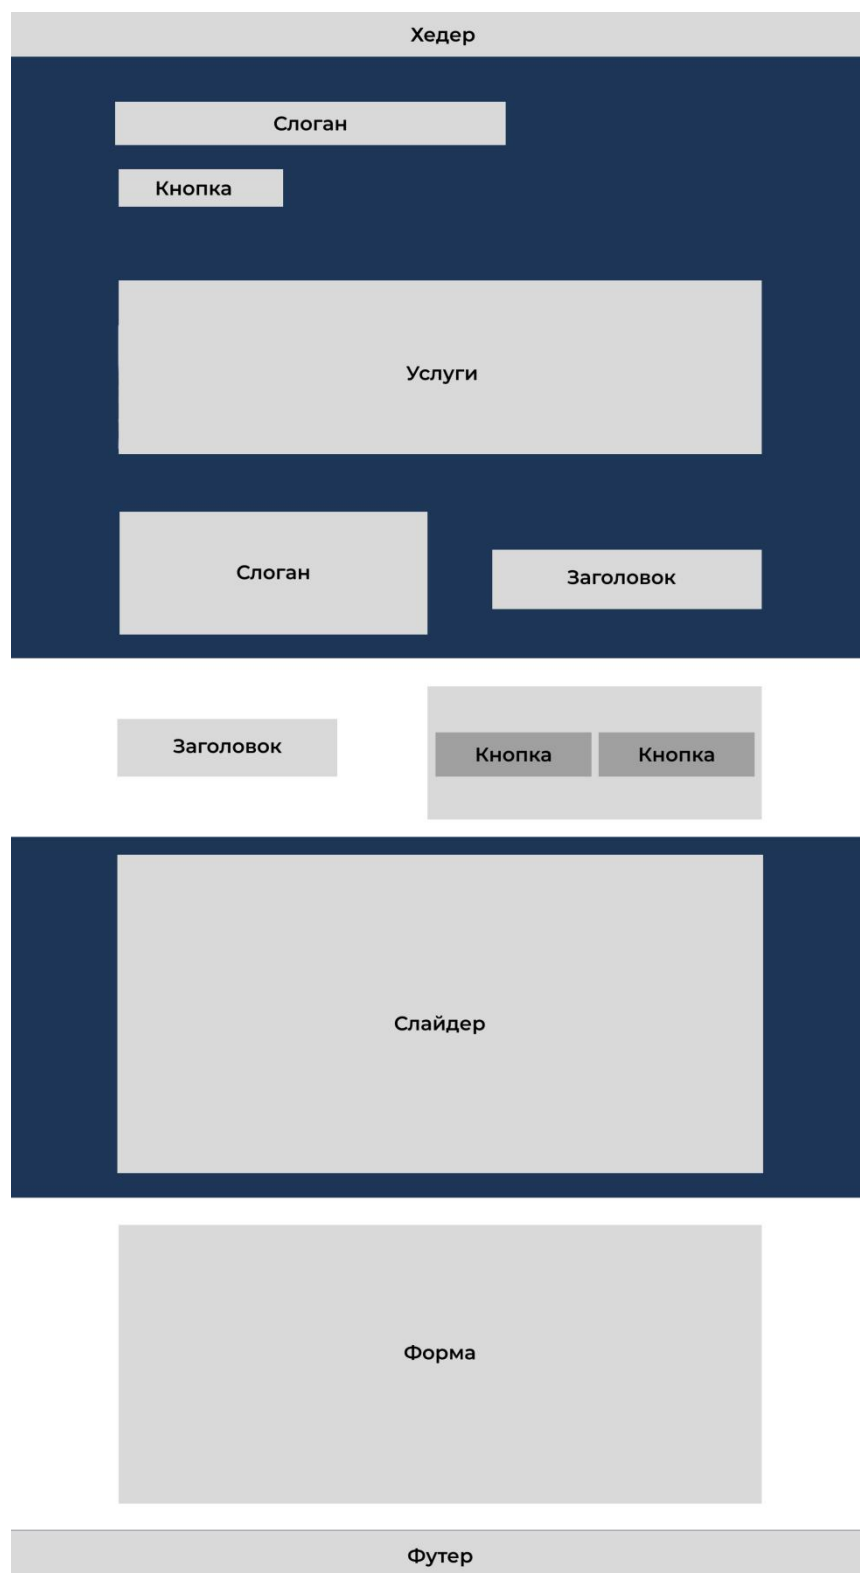 Хедер
Слоган
Кнопка
Услуги
Слоган
Заголовок
Заголовок
Кнопка
Кнопка
Слайдер
Форма
Футер